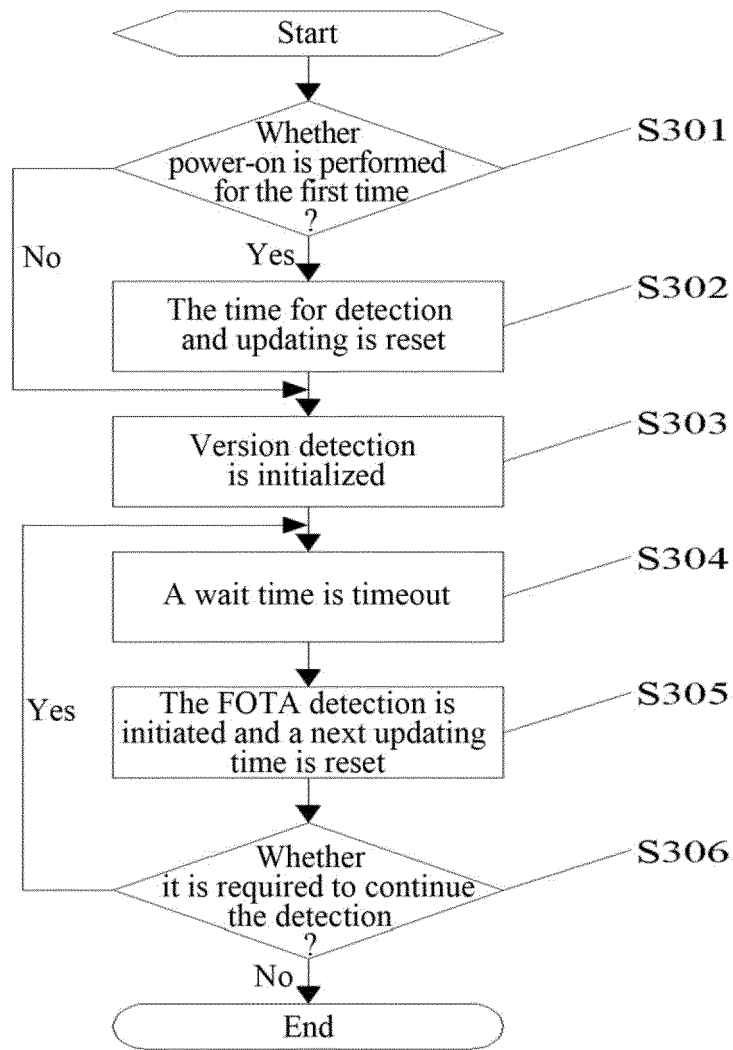 Start
Whether
power-on is performed
for the first time
?
S301
No
Yes
The time for detection
and updating is reset
S302
Version detection
is initialized
S303
A wait time is timeout
S304
The FOTA detection is
initiated and a next updating
time is reset
S305
Yes
Whether
it is required to continue
the detection
?
S306
No
End